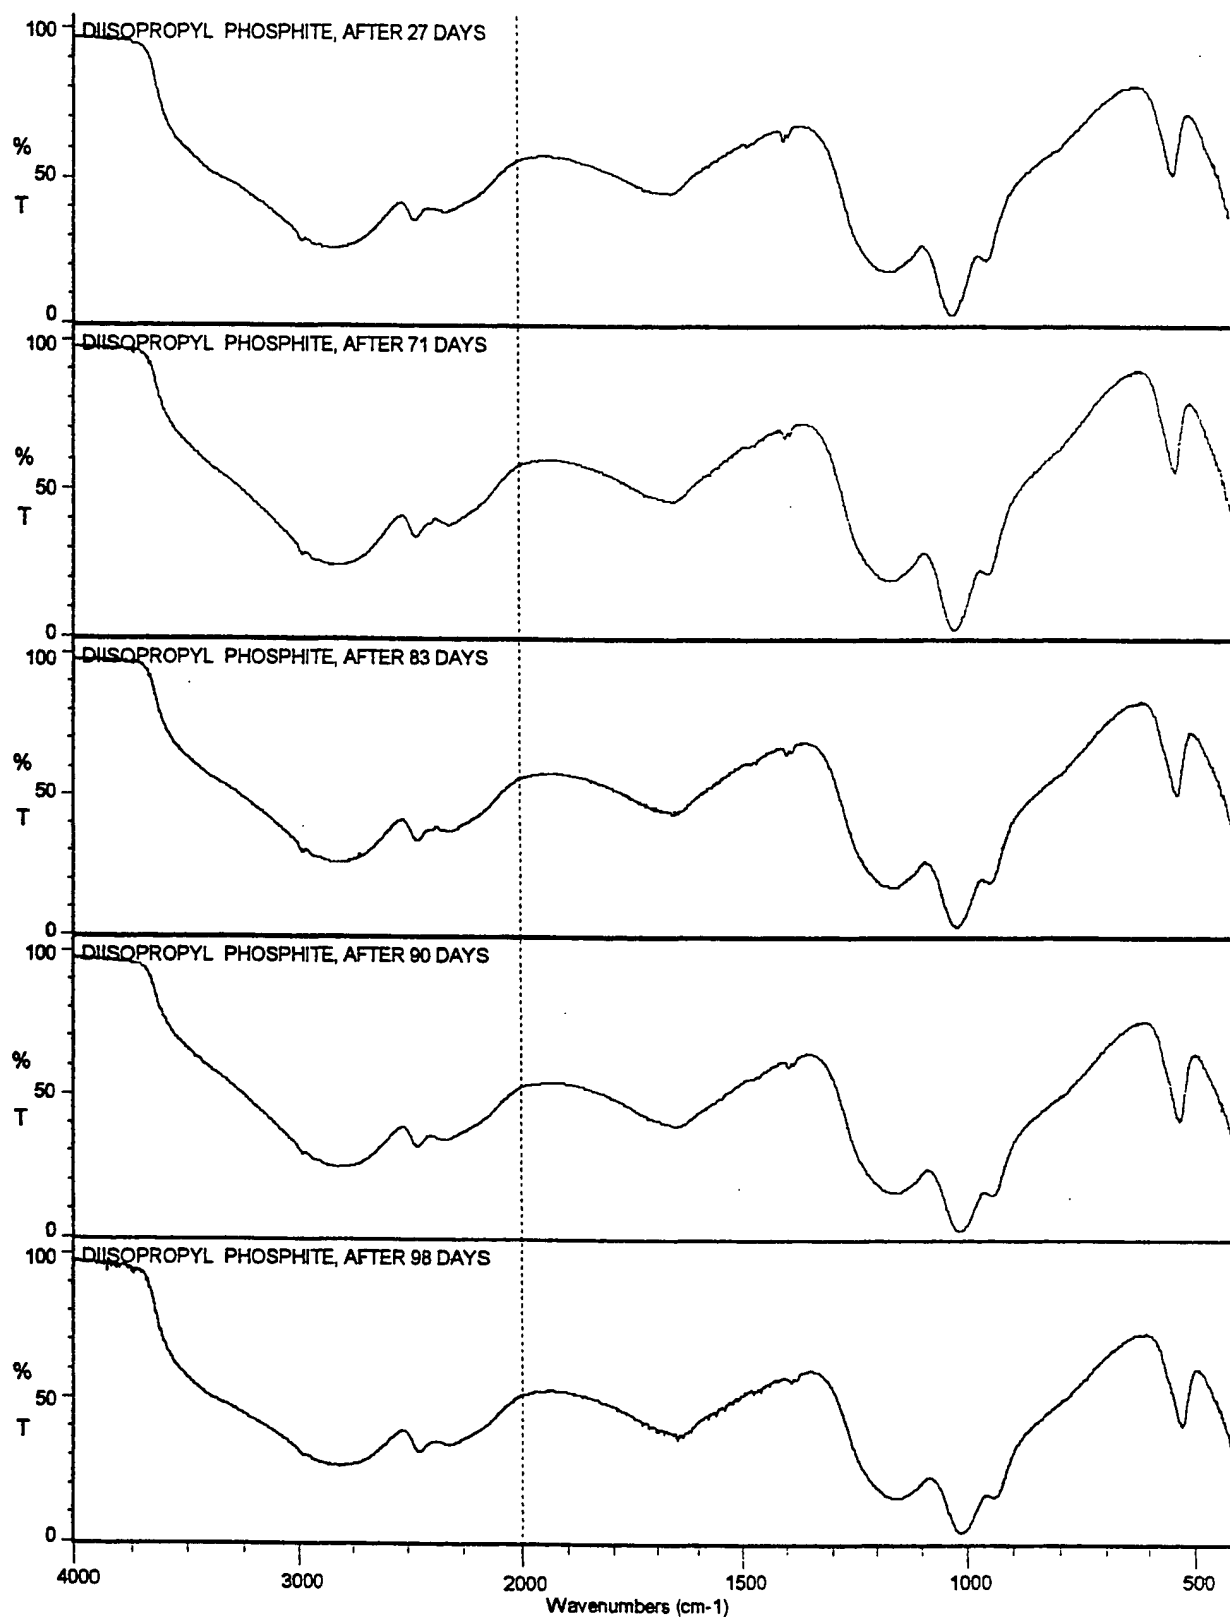 DIISOPROPYL PHOSPHITE, AFTER 27 DAYS
100
%
50
T
0
DIISOPROPYL PHOSPHITE, AFTER 71 DAYS
100
%
50
T
0
DIISOPROPYL PHOSPHITE, AFTER 83 DAYS
100
%
50
T
0
DIISOPROPYL PHOSPHITE, AFTER 90 DAYS
100
%
50
T
0
DIISOPROPYL PHOSPHITE, AFTER 98 DAYS
100
%
50
T
0
4000 3000 2000 1500 1000 500
Wavenumbers (cm-1)